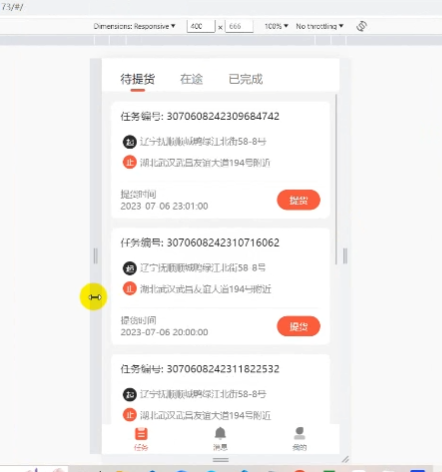 73/#/
Dimensions: Responsive ▼ 400 x 666 100% ▼ No throttling ▼
待提货 在途 已完成
任务编号: 3070608242309684742
起 辽宁抚顺顺城鸭绿江北街58-8号
止 湖北武汉武昌友谊大道194号附近
提货时间
2023-07-06 23:01:00
提货
任务编号: 3070608242310716062
起 辽宁抚顺顺城鸭绿江北街58-8号
止 湖北武汉武昌友谊大道194号附近
提货时间
2023-07-06 20:00:00
提货
任务编号: 3070608242311822532
起 辽宁抚顺顺城鸭绿江北街58-8号
止 湖北武汉武昌友谊大道194号附近
任务 消息 我的